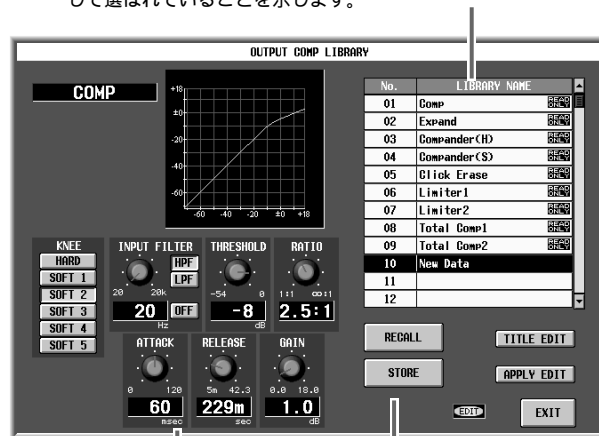 して選ばれていることを示します。
OUTPUT COMP LIBRARY
COMP
+18
±0
-20
-40
-60
-60 -40 -20 ±0 +18
No. LIBRARY NAME
01 Comp READ ONLY
02 Expand READ ONLY
03 Compander(H) READ ONLY
04 Compander(S) READ ONLY
05 Click Erase READ ONLY
06 Limiter1 READ ONLY
07 Limiter2 READ ONLY
08 Total Comp1 READ ONLY
09 Total Comp2 READ ONLY
10 New Data
11
12
KNEE
HARD
SOFT 1
SOFT 2
SOFT 3
SOFT 4
SOFT 5
INPUT FILTER
HPF
LPF
20 20k
20 OFF
Hz
THRESHOLD
-54 0
-8
dB
RATIO
1:1 ∞:1
2.5:1
ATTACK
0 120
60
msec
RELEASE
5m 42.3
229m
sec
GAIN
0.0 18.0
1.0
dB
RECALL
TITLE EDIT
STORE
APPLY EDIT
EDIT
EXIT